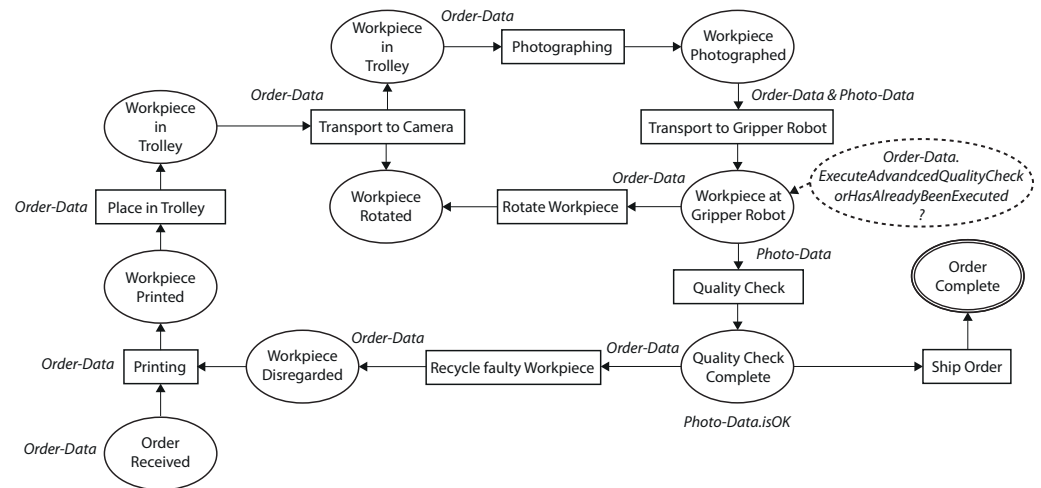 Order-Data
Workpiece
in
Trolley
Photographing
Workpiece
Photographed
Order-Data
Order-Data & Photo-Data
Workpiece
in
Trolley
Transport to Camera
Transport to Gripper Robot
Order-Data.
ExecuteAdvandcedQualityCheck
orHasAlreadyBeenExecuted
?
Order-Data
Place in Trolley
Workpiece
Rotated
Rotate Workpiece
Order-Data
Workpiece at
Gripper Robot
Photo-Data
Workpiece
Printed
Quality Check
Order
Complete
Order-Data
Printing
Workpiece
Disregarded
Order-Data
Recycle faulty Workpiece
Order-Data
Quality Check
Complete
Ship Order
Photo-Data.isOK
Order-Data
Order
Received